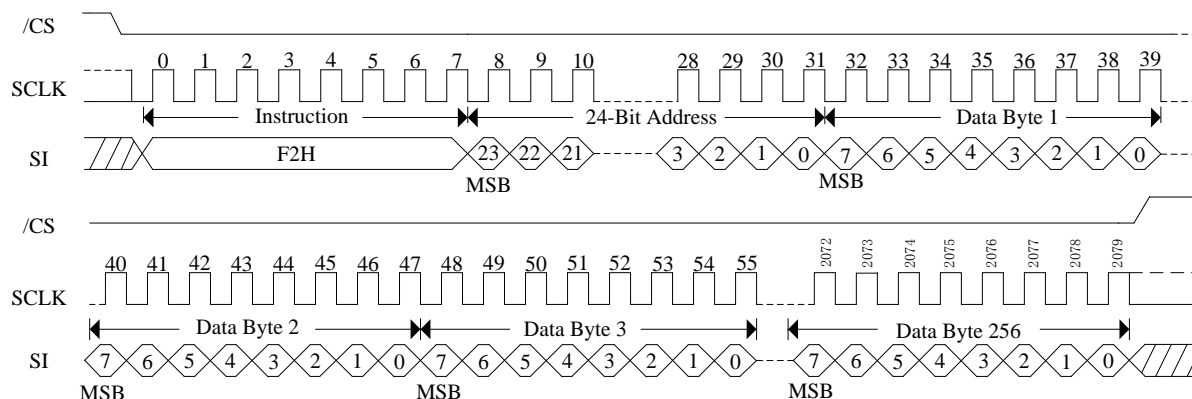 /CS
0 1 2 3 4 5 6 7 8 9 10 28 29 30 31 32 33 34 35 36 37 38 39
SCLK
Instruction 24-Bit Address Data Byte 1
SI F2H 23 22 21 3 2 1 0 7 6 5 4 3 2 1 0
MSB MSB
/CS
40 41 42 43 44 45 46 47 48 49 50 51 52 53 54 55 2072 2073 2074 2075 2076 2077 2078 2079
SCLK
Data Byte 2 Data Byte 3 Data Byte 256
SI 7 6 5 4 3 2 1 0 7 6 5 4 3 2 1 0 7 6 5 4 3 2 1 0
MSB MSB MSB